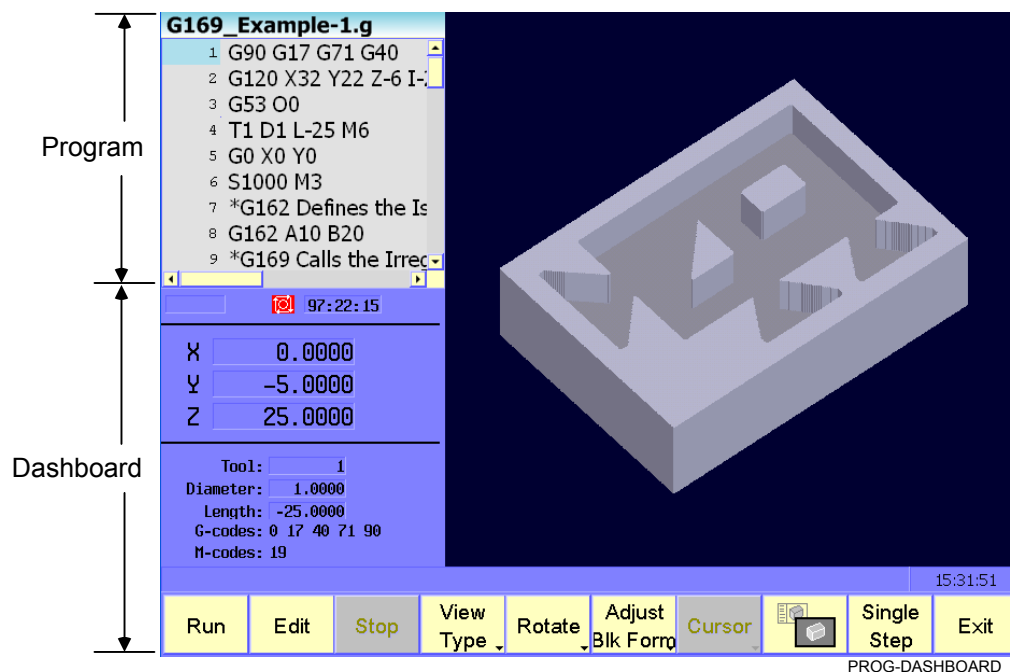 G169_Example-1.g
1 G90 G17 G71 G40
2 G120 X32 Y22 Z-6 I-
3 G53 O0
4 T1 D1 L-25 M6
5 G0 X0 Y0
6 S1000 M3
7 *G162 Defines the Is
8 G162 A10 B20
9 *G169 Calls the Irreg
Program
97:22:15
X 0.0000
Y -5.0000
Z 25.0000
Dashboard
Tool: 1
Diameter: 1.0000
Length: -25.0000
G-codes: 0 17 40 71 90
M-codes: 19
15:31:51
Run
Edit
Stop
View
Type
Rotate
Adjust
Blk Form
Cursor
Single
Step
Exit
PROG-DASHBOARD